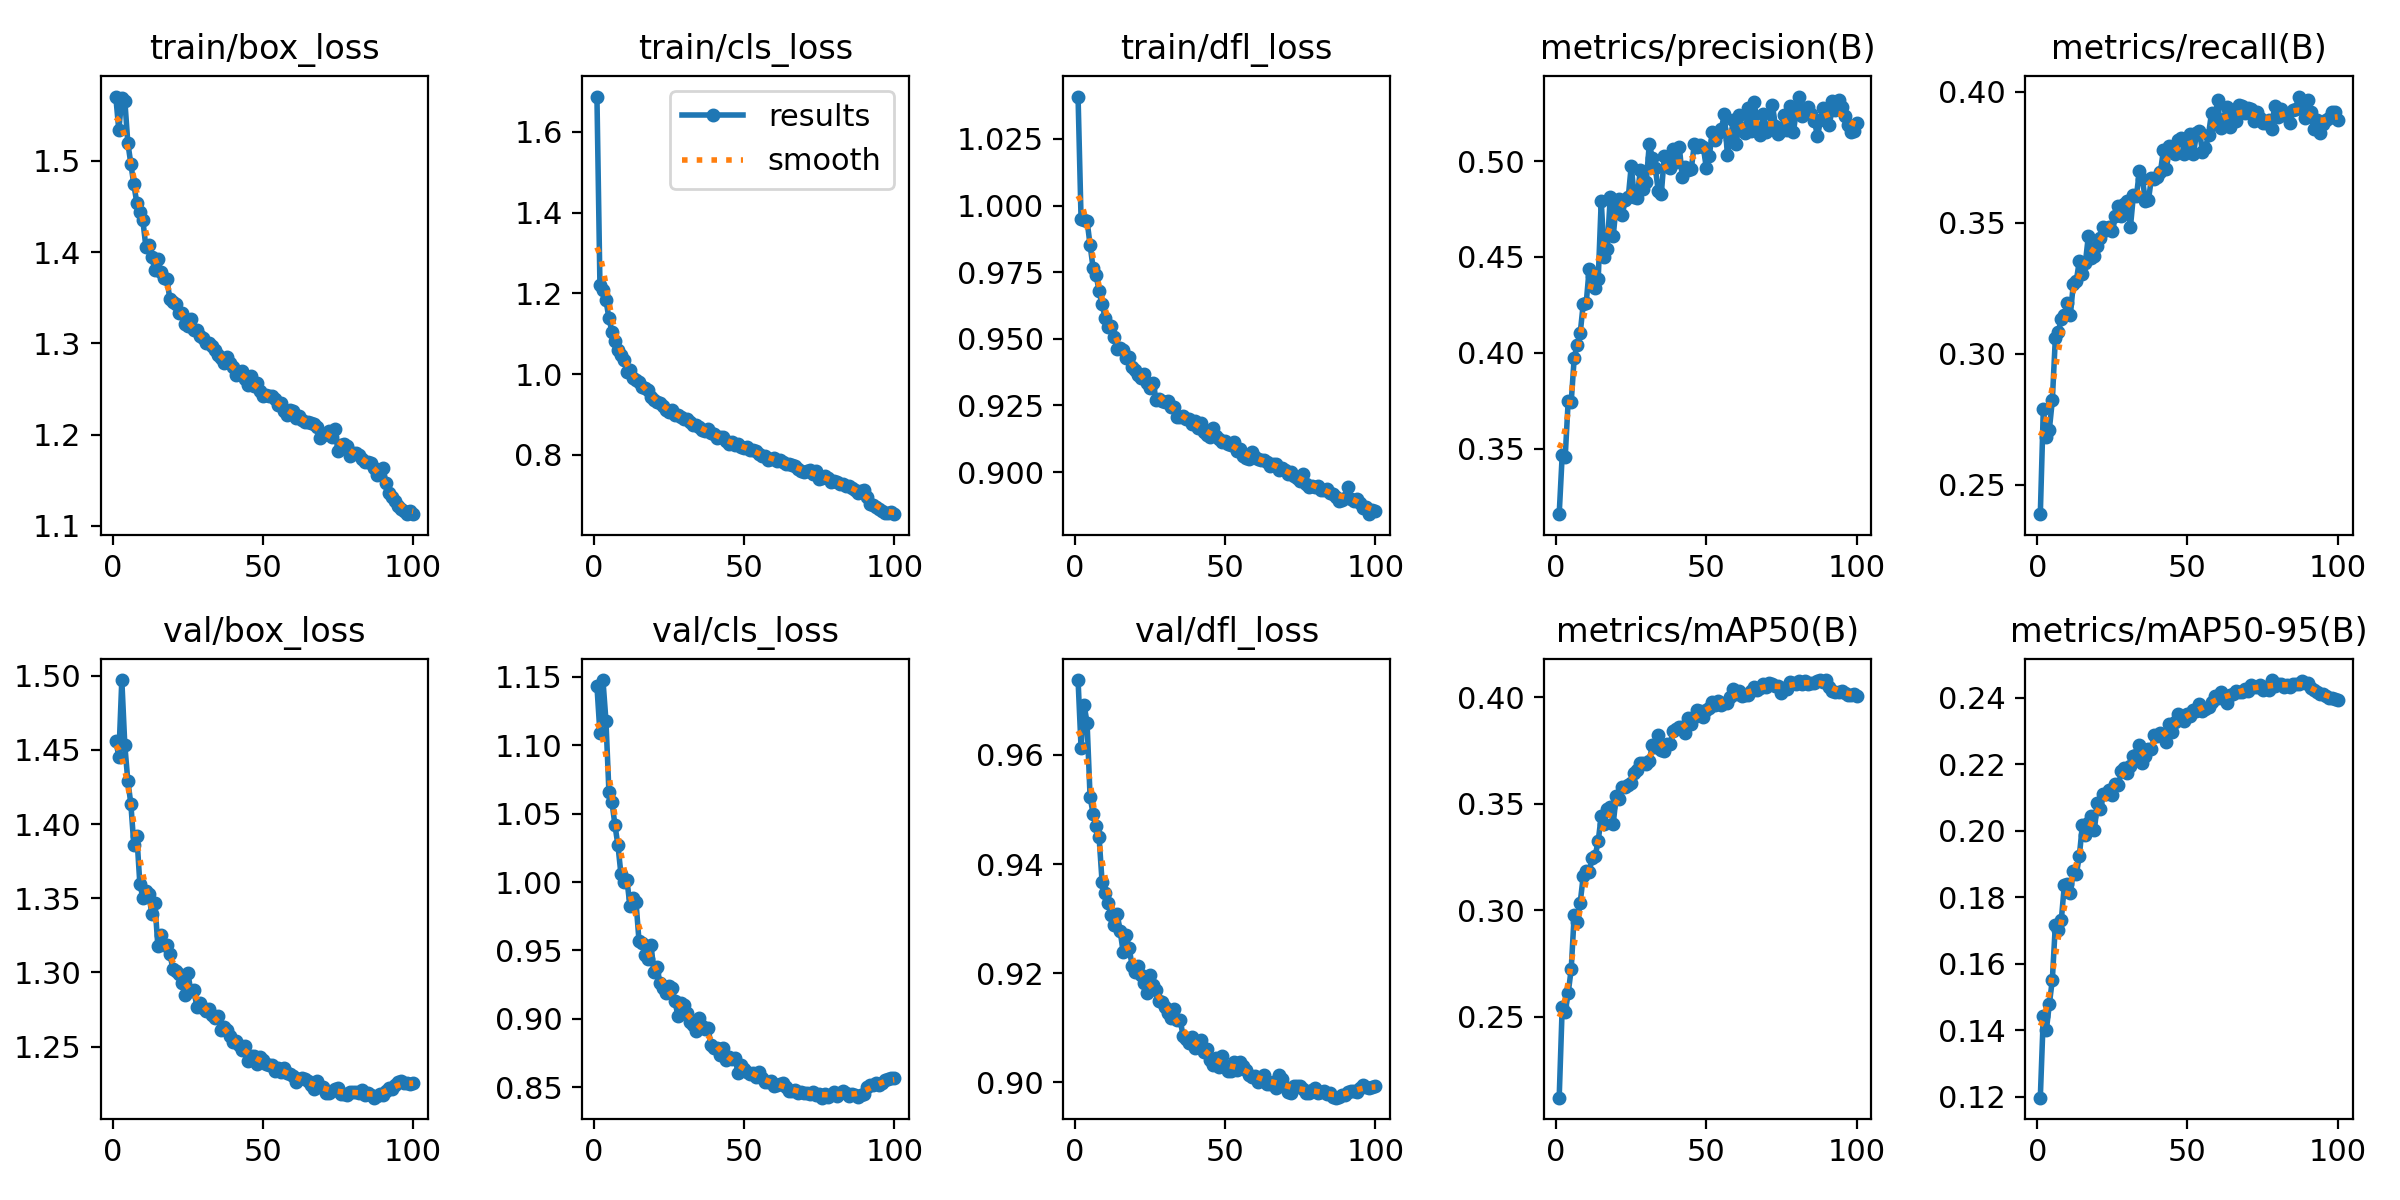 train/box_loss
1.5
1.4
1.3
1.2
1.1
0 50 100
train/cls_loss
results
smooth
1.6
1.4
1.2
1.0
0.8
0 50 100
train/dfl_loss
1.025
1.000
0.975
0.950
0.925
0.900
0 50 100
metrics/precision(B)
0.50
0.45
0.40
0.35
0 50 100
metrics/recall(B)
0.40
0.35
0.30
0.25
0 50 100
val/box_loss
1.50
1.45
1.40
1.35
1.30
1.25
0 50 100
val/cls_loss
1.15
1.10
1.05
1.00
0.95
0.90
0.85
0 50 100
val/dfl_loss
0.96
0.94
0.92
0.90
0 50 100
metrics/mAP50(B)
0.40
0.35
0.30
0.25
0 50 100
metrics/mAP50-95(B)
0.24
0.22
0.20
0.18
0.16
0.14
0.12
0 50 100